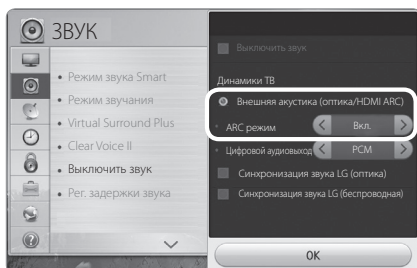 ЗВУК
Режим звука Smart
Режим звучания
Virtual Surround Plus
Clear Voice II
Выключить звук
Рег. задержки звука
Выключить звук
Динамики ТВ
Внешняя акустика (оптика/HDMI ARC)
ARC режим
Вкл.
Цифровой аудиовыход
PCM
Синхронизация звука LG (оптика)
Синхронизация звука LG (беспроводная)
OK